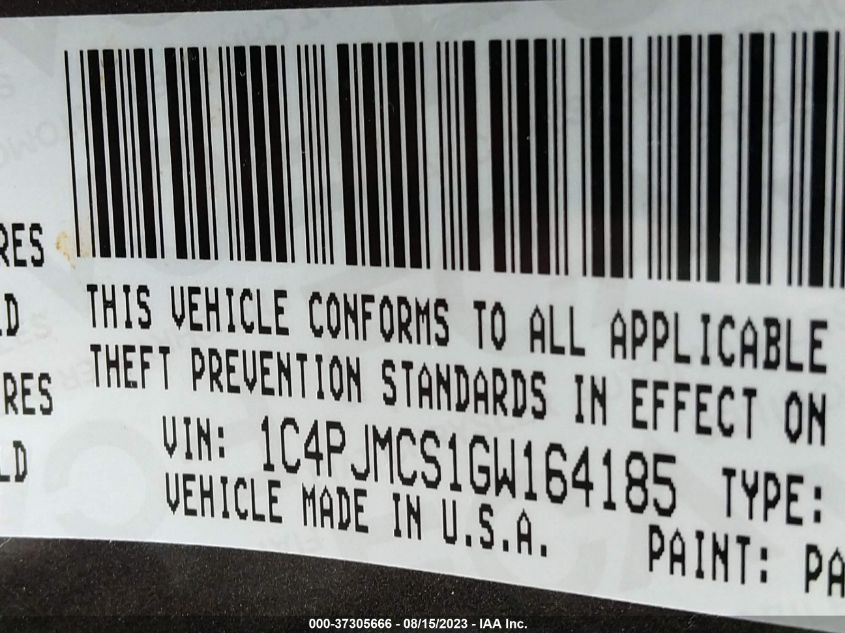 RES
LD
RES
LD
THIS VEHICLE CONFORMS TO ALL APPLICABLE
THEFT PREVENTION STANDARDS IN EFFECT ON
VIN: 1C4PJMCS1GW164185 TYPE:
VEHICLE MADE IN U.S.A. PAINT: PA
000-37305666 - 08/15/2023 - IAA Inc.